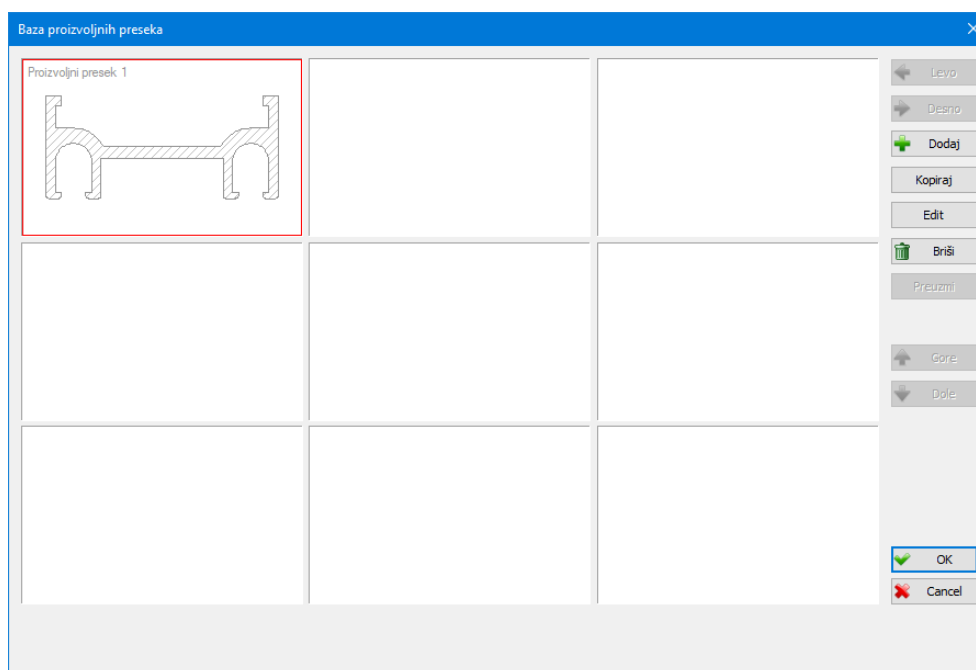 Baza proizvoljnih preseka
Proizvoljni presek 1
Levo
Desno
Dodaj
Kopiraj
Edit
Briši
Preuzmi
Gore
Dole
OK
Cancel